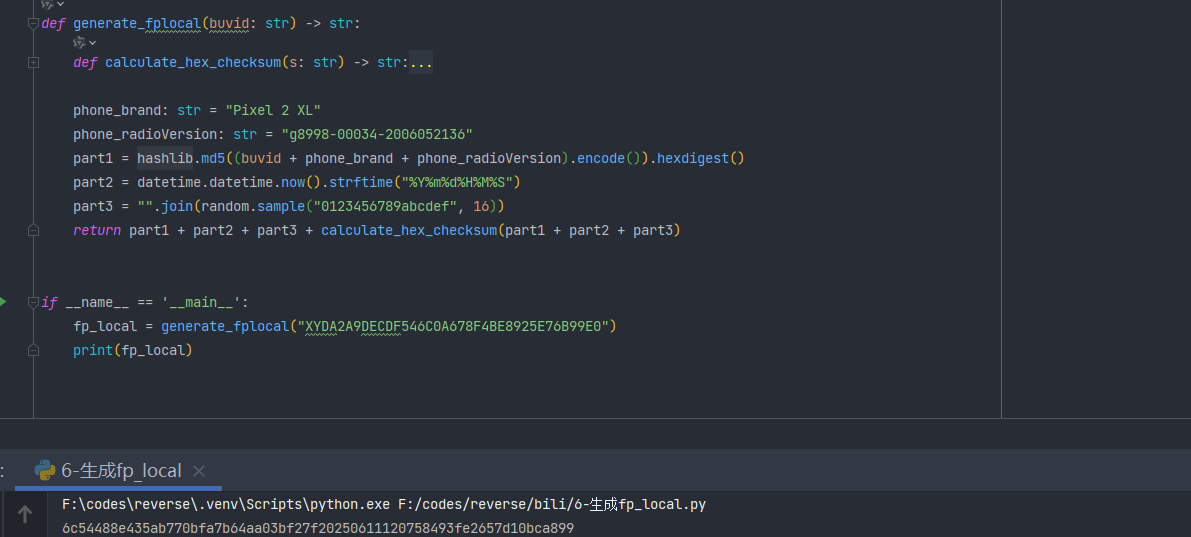 def generate_fplocal(buvid: str) -> str:
def calculate_hex_checksum(s: str) -> str:...
phone_brand: str = "Pixel 2 XL"
phone_radioVersion: str = "g8998-00034-2006052136"
part1 = hashlib.md5((buvid + phone_brand + phone_radioVersion).encode()).hexdigest()
part2 = datetime.datetime.now().strftime("%Y%m%d%H%M%S")
part3 = "".join(random.sample("0123456789abcdef", 16))
return part1 + part2 + part3 + calculate_hex_checksum(part1 + part2 + part3)
if __name__ == '__main__':
fp_local = generate_fplocal("XYDA2A9DECDF546C0A678F4BE8925E76B99E0")
print(fp_local)
: 6-生成fp_local
F:\codes\reverse\.venv\Scripts\python.exe F:/codes/reverse/bili/6-生成fp_local.py
6c54488e435ab770bfa7b64aa03bf27f20250611120758493fe2657d10bca899